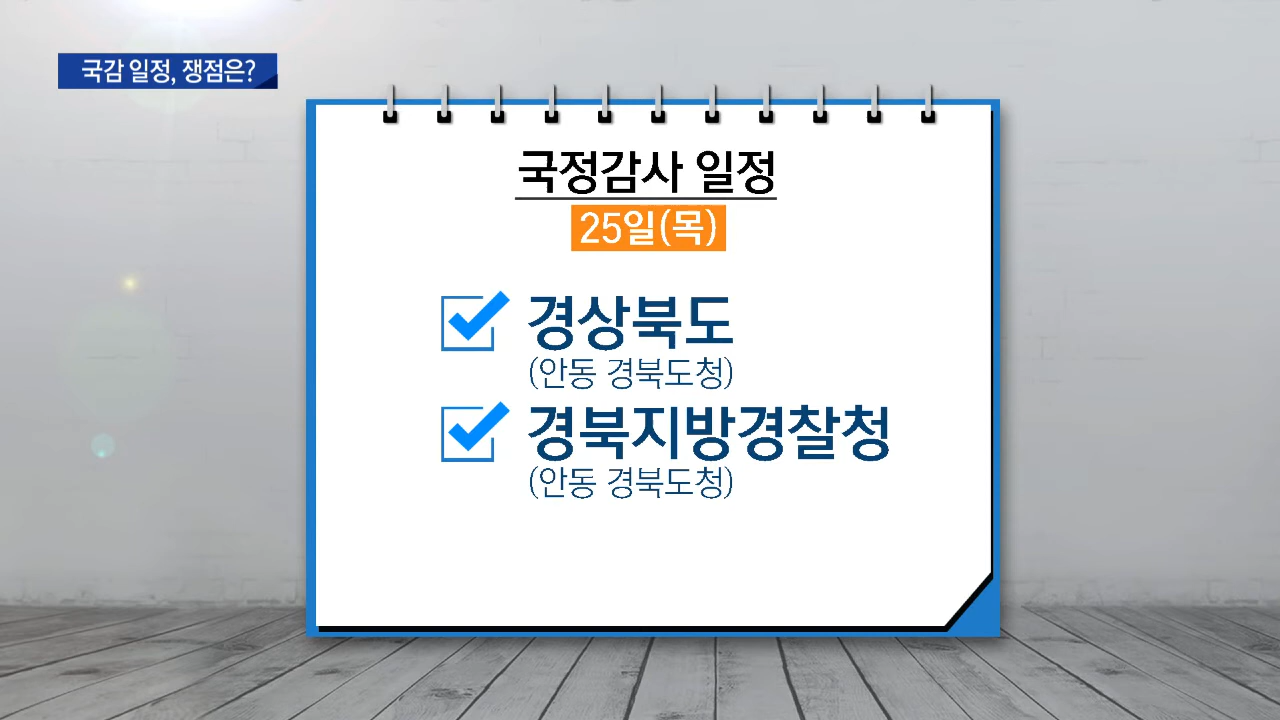 국감 일정, 쟁점은?
국정감사 일정
25일(목)
경상북도
(안동 경북도청)
경북지방경찰청
(안동 경북도청)